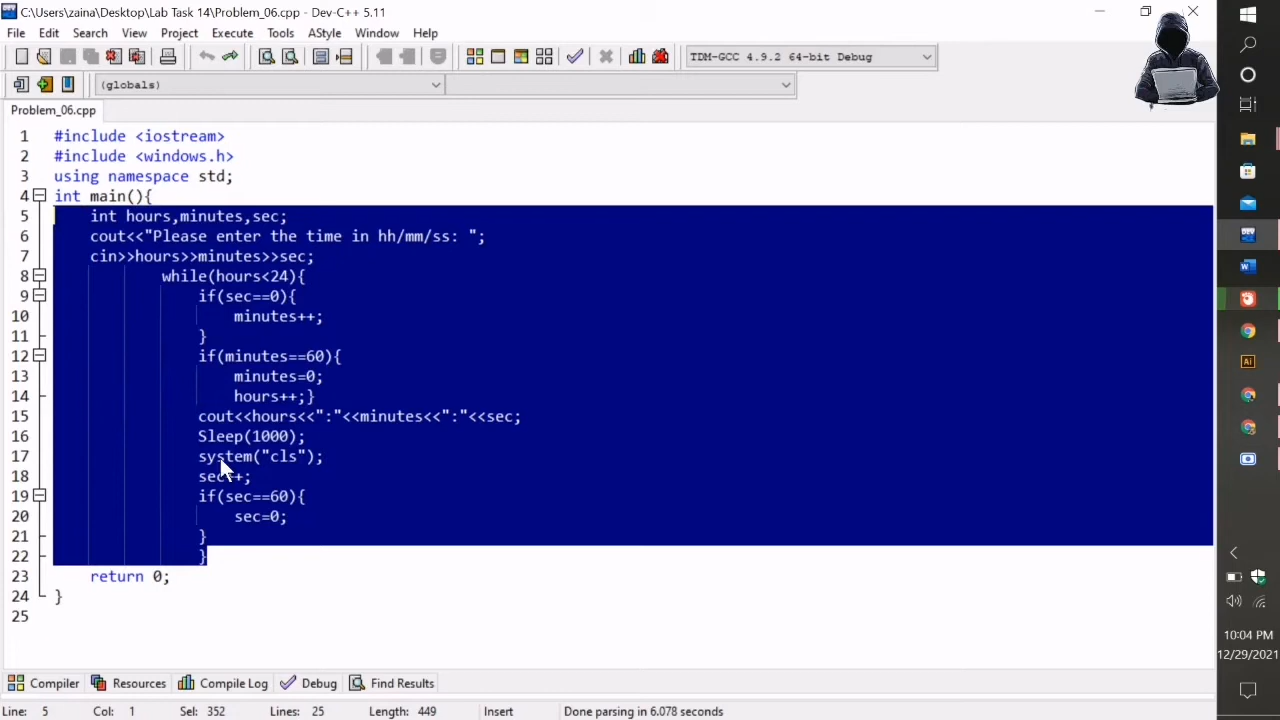 C:\Users\zaina\Desktop\Lab Task 14\Problem_06.cpp - Dev-C++ 5.11
File Edit Search View Project Execute Tools AStyle Window Help
TDM-GCC 4.9.2 64-bit Debug
(globals)
Problem_06.cpp
1 #include <iostream>
2 #include <windows.h>
3 using namespace std;
4 int main(){
5 int hours,minutes,sec;
6 cout<<"Please enter the time in hh/mm/ss: ";
7 cin>>hours>>minutes>>sec;
8 while(hours<24){
9 if(sec==0){
10 minutes++;
11 }
12 if(minutes==60){
13 minutes=0;
14 hours++;}
15 cout<<hours<<":"<<minutes<<":"<<sec;
16 Sleep(1000);
17 system("cls");
18 sec++;
19 if(sec==60){
20 sec=0;
21 }
22 }
23 return 0;
24 }
25
Compiler Resources Compile Log Debug Find Results
Line: 5 Col: 1 Sel: 352 Lines: 25 Length: 449 Insert Done parsing in 6.078 seconds
DEV
W
Ai
10:04 PM
12/29/2021